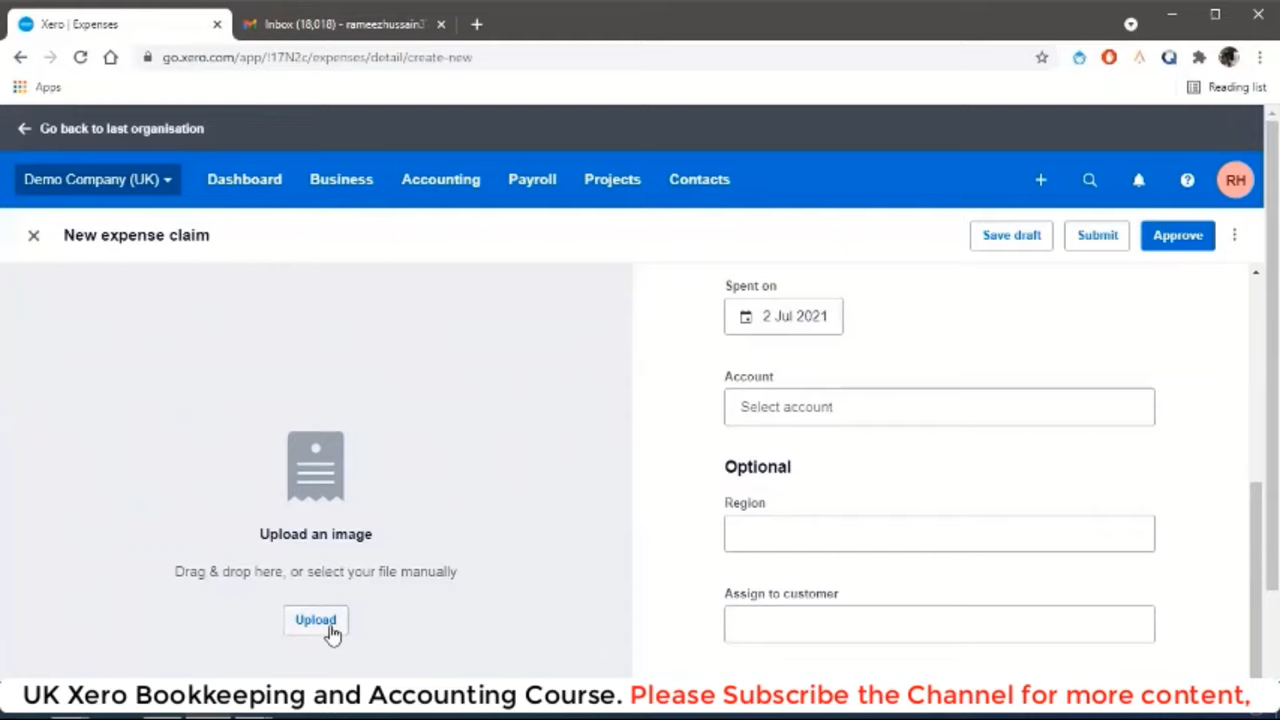 Xero | Expenses
Inbox (18,018) - rameezhussain3
go.xero.com/app/!17N2c/expenses/detail/create-new
Apps
Reading list
Go back to last organisation
Demo Company (UK)
Dashboard
Business
Accounting
Payroll
Projects
Contacts
RH
New expense claim
Save draft
Submit
Approve
Spent on
2 Jul 2021
Account
Select account
Optional
Region
Assign to customer
Upload an image
Drag & drop here, or select your file manually
Upload
UK Xero Bookkeeping and Accounting Course. Please Subscribe the Channel for more content,